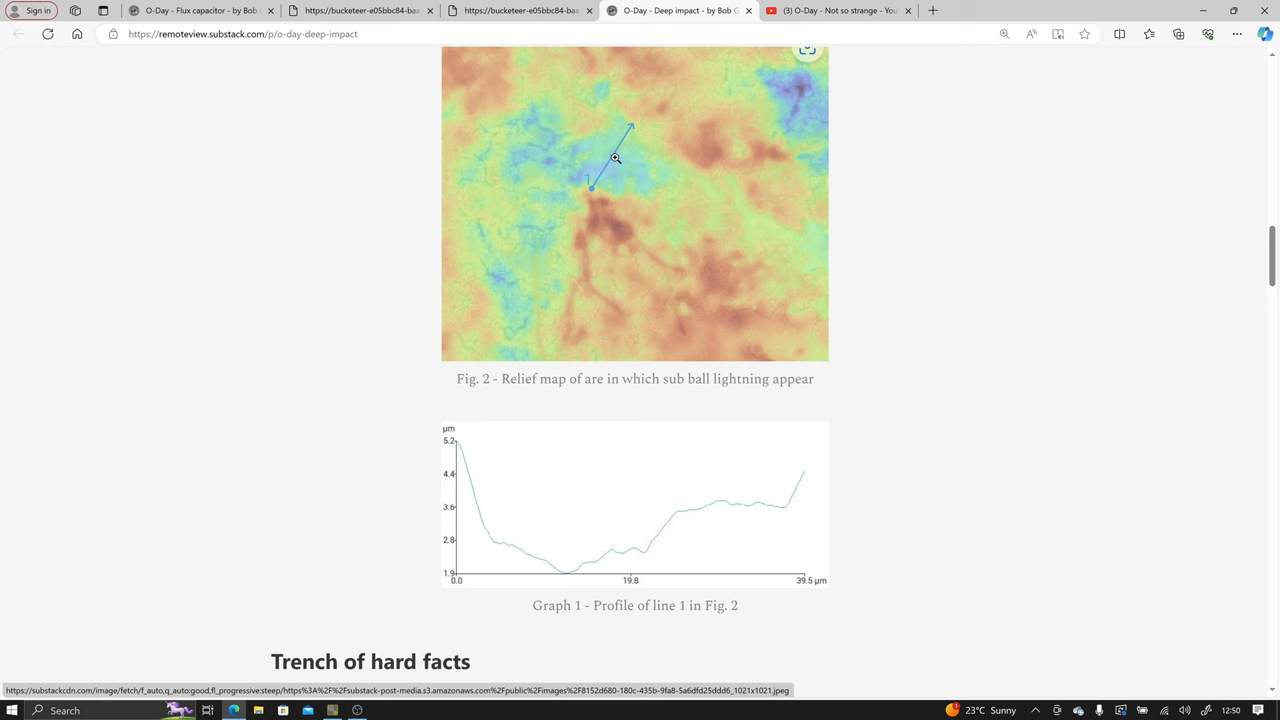 Sign in
O-Day - Flux capacitor - by Bob G
https://bucketeer-e05bbc84-baa
https://bucketeer-e05bbc84-baa
O-Day - Deep impact - by Bob G
(3) O-Day - Not so strange - You
https://remoteview.substack.com/p/o-day-deep-impact
1
Fig. 2 - Relief map of are in which sub ball lightning appear
µm
5.2
4.4
3.6
2.8
1.9
0.0 19.8 39.5 µm
Graph 1 - Profile of line 1 in Fig. 2
Trench of hard facts
https://substackcdn.com/image/fetch/f_auto,q_auto:good,fl_progressive:steep/https%3A%2F%2Fsubstack-post-media.s3.amazonaws.com%2Fpublic%2Fimages%2F8152d680-180c-435b-9fa8-5a6dfd25ddd6_1021x1021.jpeg
Search
23°C Sunny
12:50